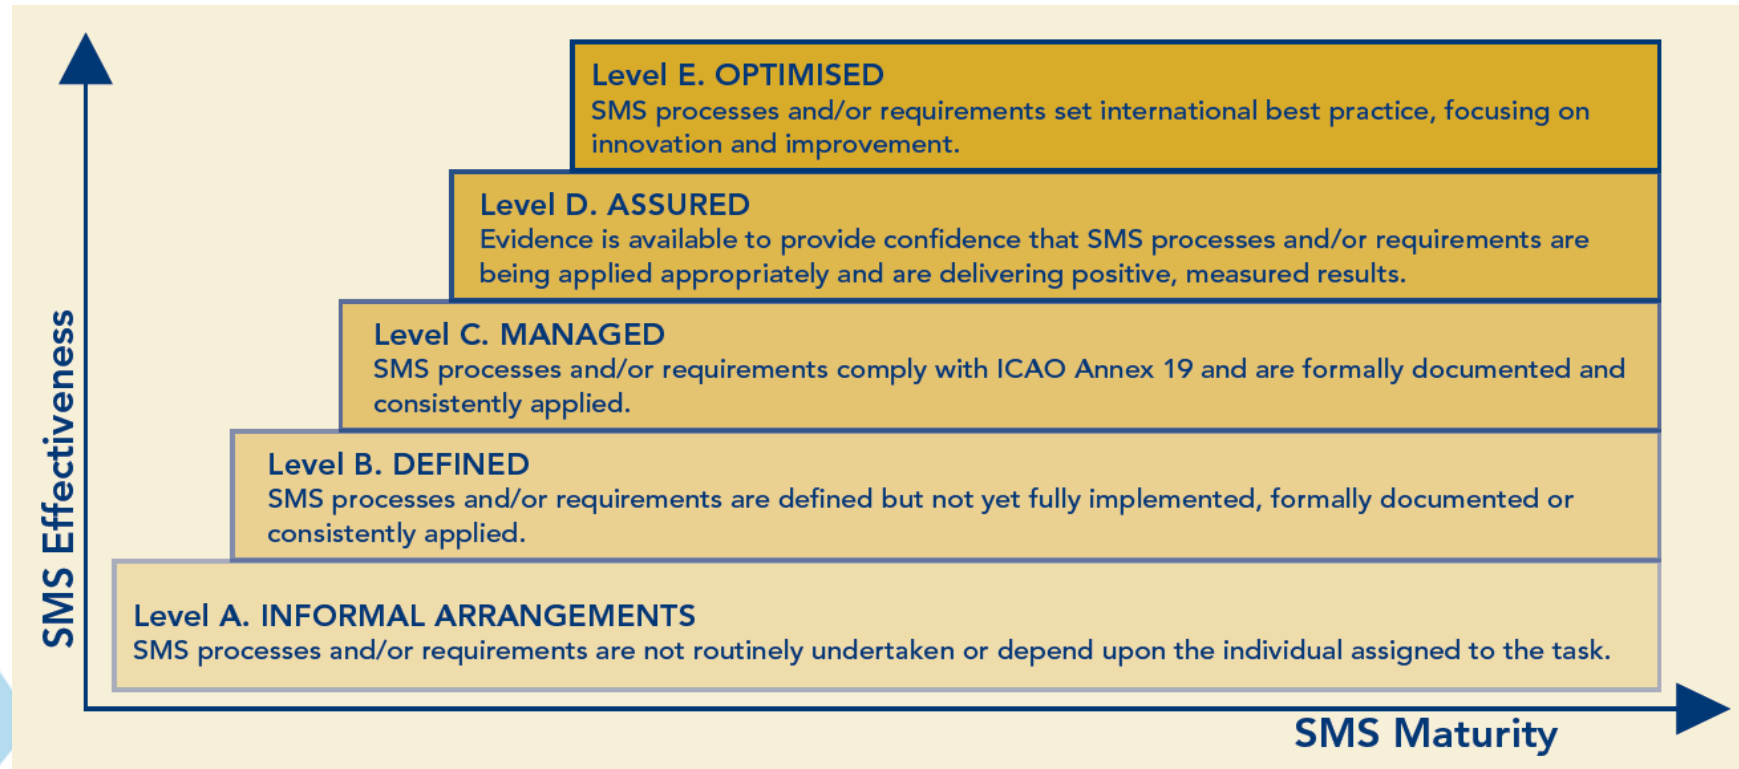 Level E. OPTIMISED
SMS processes and/or requirements set international best practice, focusing on
innovation and improvement.
Level D. ASSURED
Evidence is available to provide confidence that SMS processes and/or requirements are
being applied appropriately and are delivering positive, measured results.
Level C. MANAGED
SMS processes and/or requirements comply with ICAO Annex 19 and are formally documented and
consistently applied.
Level B. DEFINED
SMS processes and/or requirements are defined but not yet fully implemented, formally documented or
consistently applied.
Level A. INFORMAL ARRANGEMENTS
SMS processes and/or requirements are not routinely undertaken or depend upon the individual assigned to the task.
SMS Effectiveness
SMS Maturity